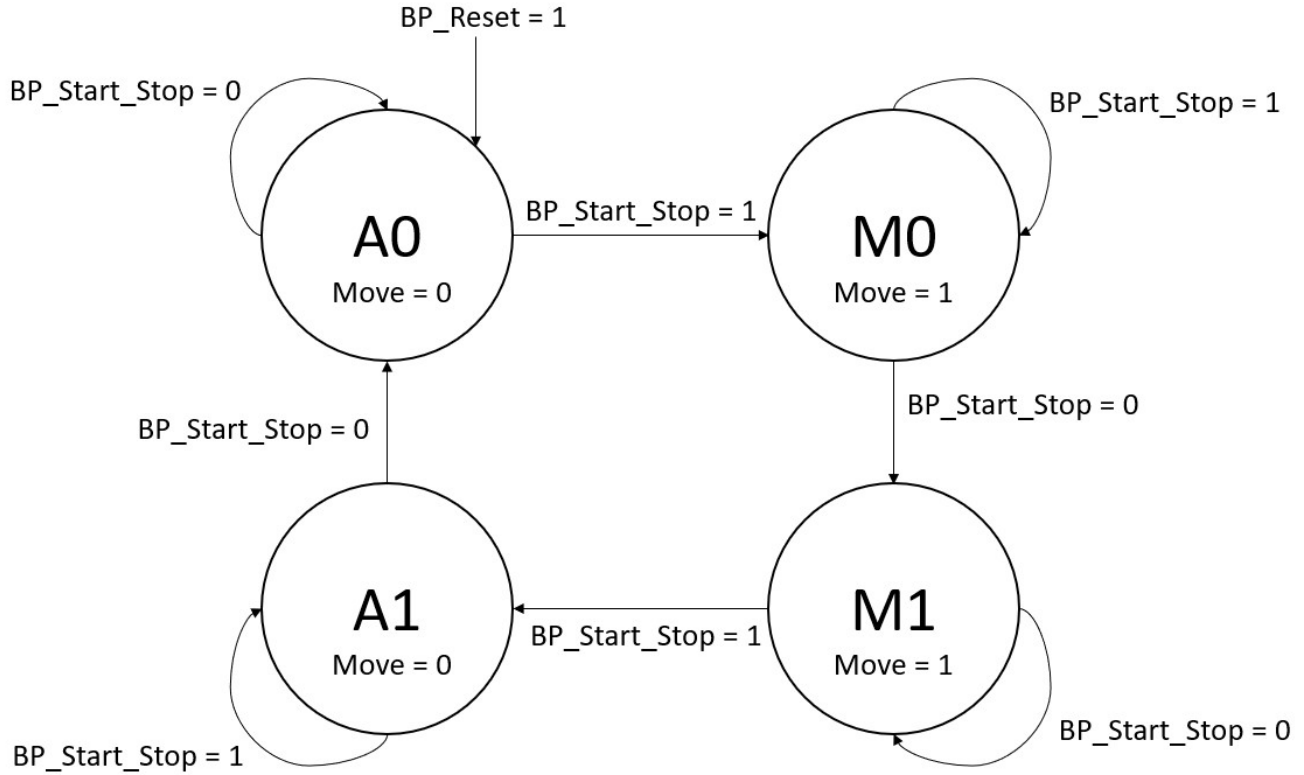 BP_Reset = 1
BP_Start_Stop = 0
BP_Start_Stop = 1
A0
Move = 0
BP_Start_Stop = 1
M0
Move = 1
BP_Start_Stop = 0
BP_Start_Stop = 0
A1
Move = 0
BP_Start_Stop = 1
M1
Move = 1
BP_Start_Stop = 1
BP_Start_Stop = 0